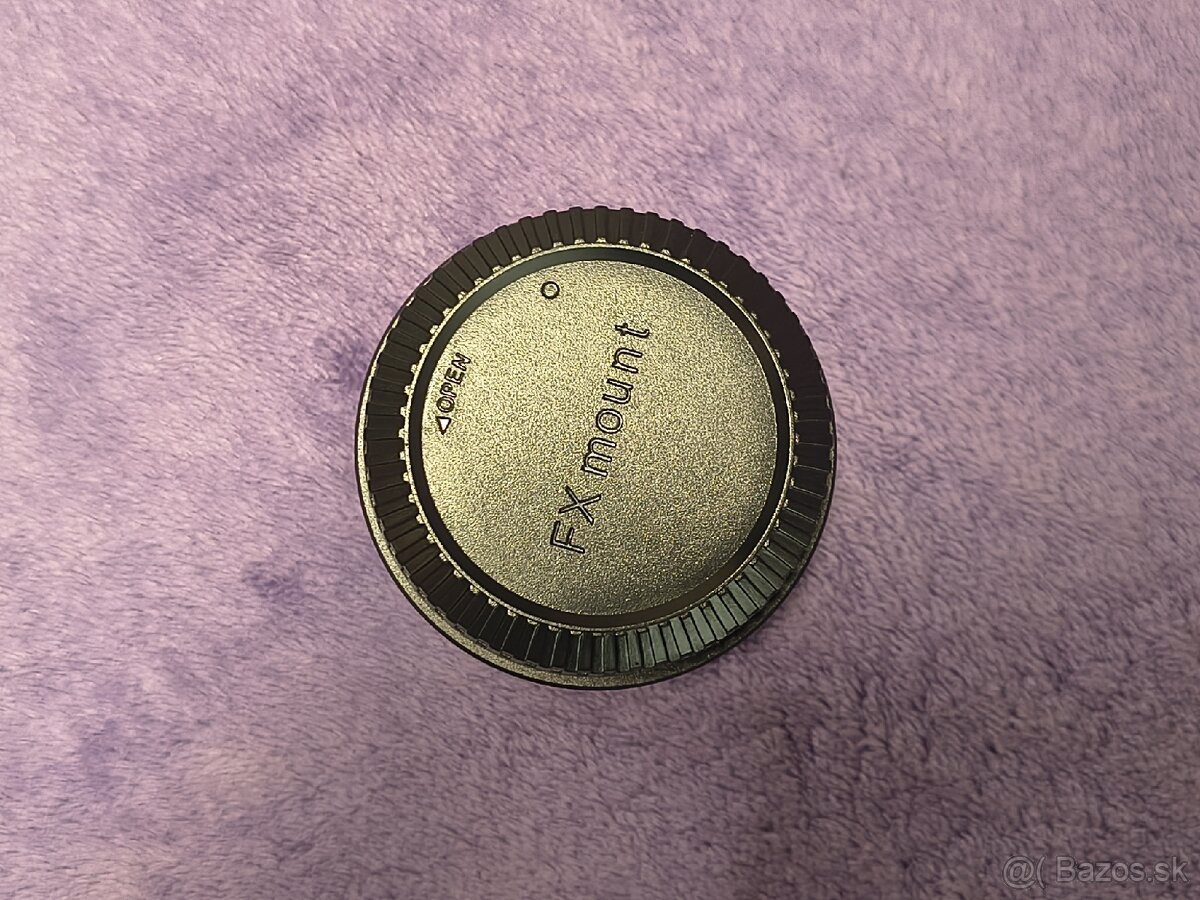 ◁OPEN
FX mount
@( Bazos.sk